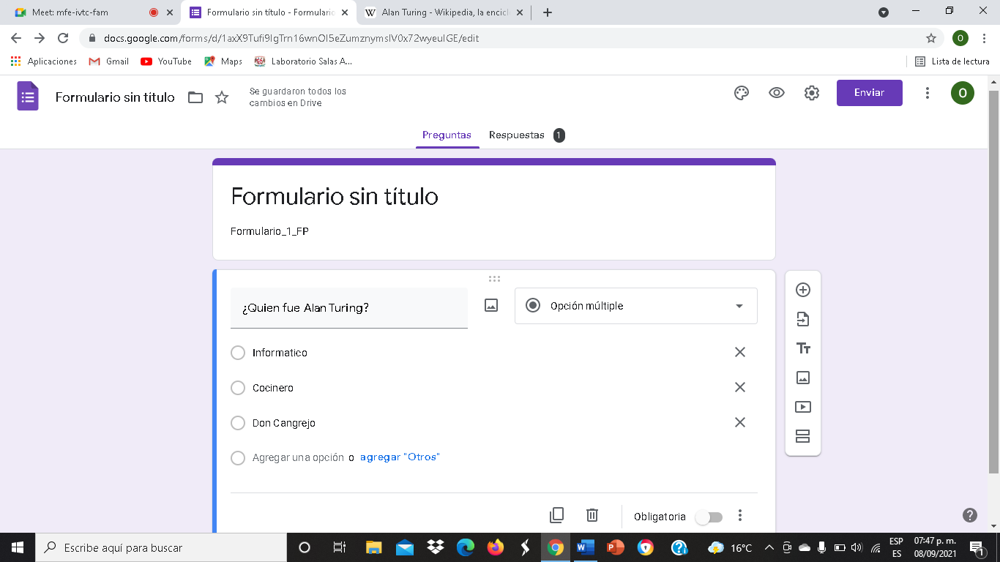 Meet: mfe-ivtc-fam
Formulario sin título - Formulario
Alan Turing - Wikipedia, la encicl
docs.google.com/forms/d/1axX9Tufi9IgTrn16wnOI5eZumznymsIV0x72wyeuIGE/edit
Aplicaciones
Gmail
YouTube
Maps
Laboratorio Salas A...
Lista de lectura
Formulario sin título
Se guardaron todos los
cambios en Drive
Enviar
O
Preguntas
Respuestas
1
Formulario sin título
Formulario_1_FP
¿Quien fue Alan Turing?
Opción múltiple
Informatico
Cocinero
Don Cangrejo
Agregar una opción o agregar "Otros"
Obligatoria
Escribe aquí para buscar
16°C
ESP
ES
07:47 p. m.
08/09/2021
1